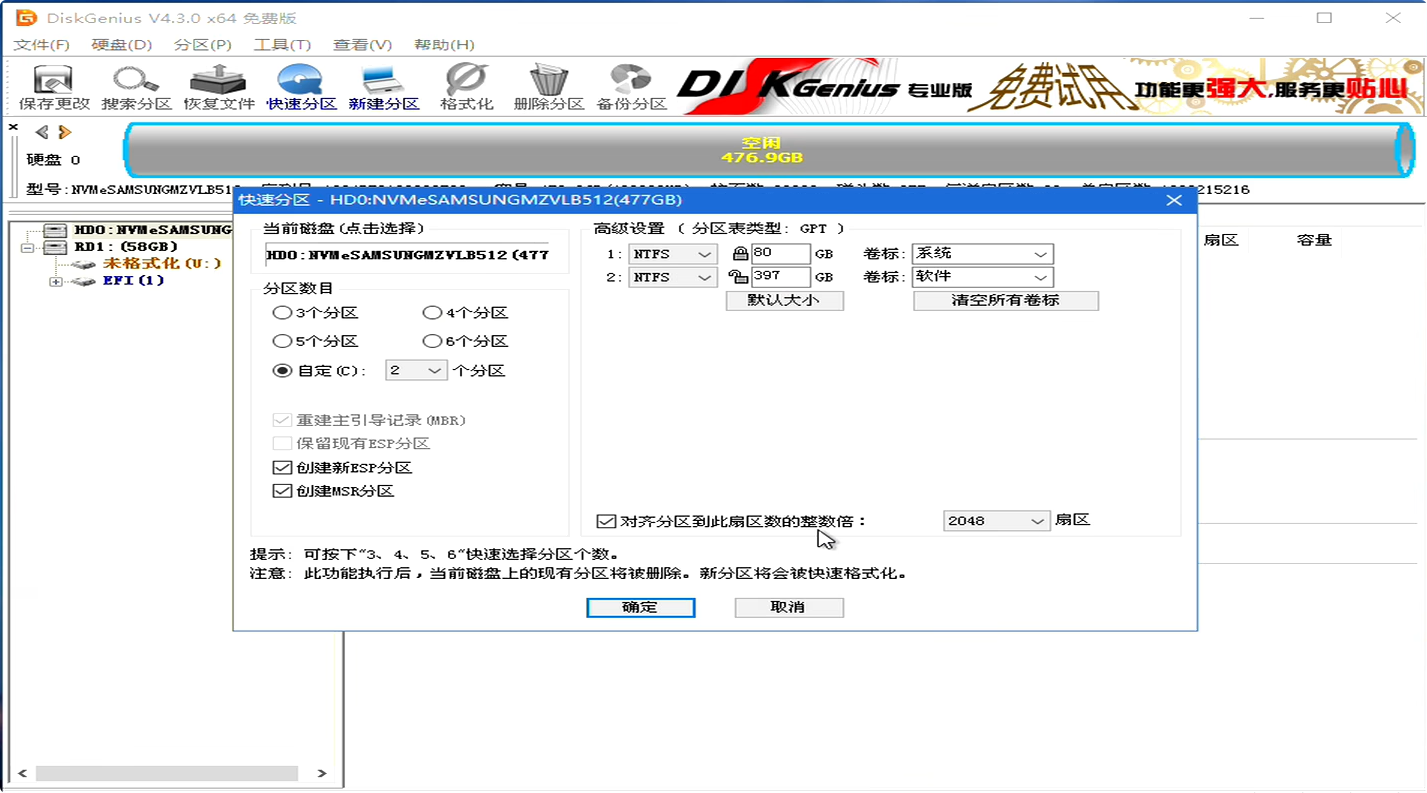 DiskGenius V4.3.0 x64 免费版
文件(F) 硬盘(D) 分区(P) 工具(T) 查看(V) 帮助(H)
保存更改 搜索分区 恢复文件 快速分区 新建分区 格式化 删除分区 备份分区
DISKGenius 专业版 免费试用 功能更强大,服务更贴心
硬盘 0
空闲
476.9GB
型号:NVMeSAMSUNGMZVLB51
快速分区 - HD0:NVMeSAMSUNGMZVLB512(477GB)
HD0:NVMeSAMSUNG
RD1:(58GB)
未格式化(U:)
EFI(1)
扇区 容量
当前磁盘(点击选择)
HD0:NVMeSAMSUNGMZVLB512(477
分区数目
3个分区 4个分区
5个分区 6个分区
自定(C): 2 个分区
重建主引导记录(MBR)
保留现有ESP分区
创建新ESP分区
创建MSR分区
高级设置 ( 分区表类型: GPT )
1: NTFS 80 GB 卷标: 系统
2: NTFS 397 GB 卷标: 软件
默认大小 清空所有卷标
对齐分区到此扇区数的整数倍: 2048 扇区
提示: 可按下"3、4、5、6"快速选择分区个数。
注意: 此功能执行后,当前磁盘上的现有分区将被删除。新分区将会被快速格式化。
确定 取消